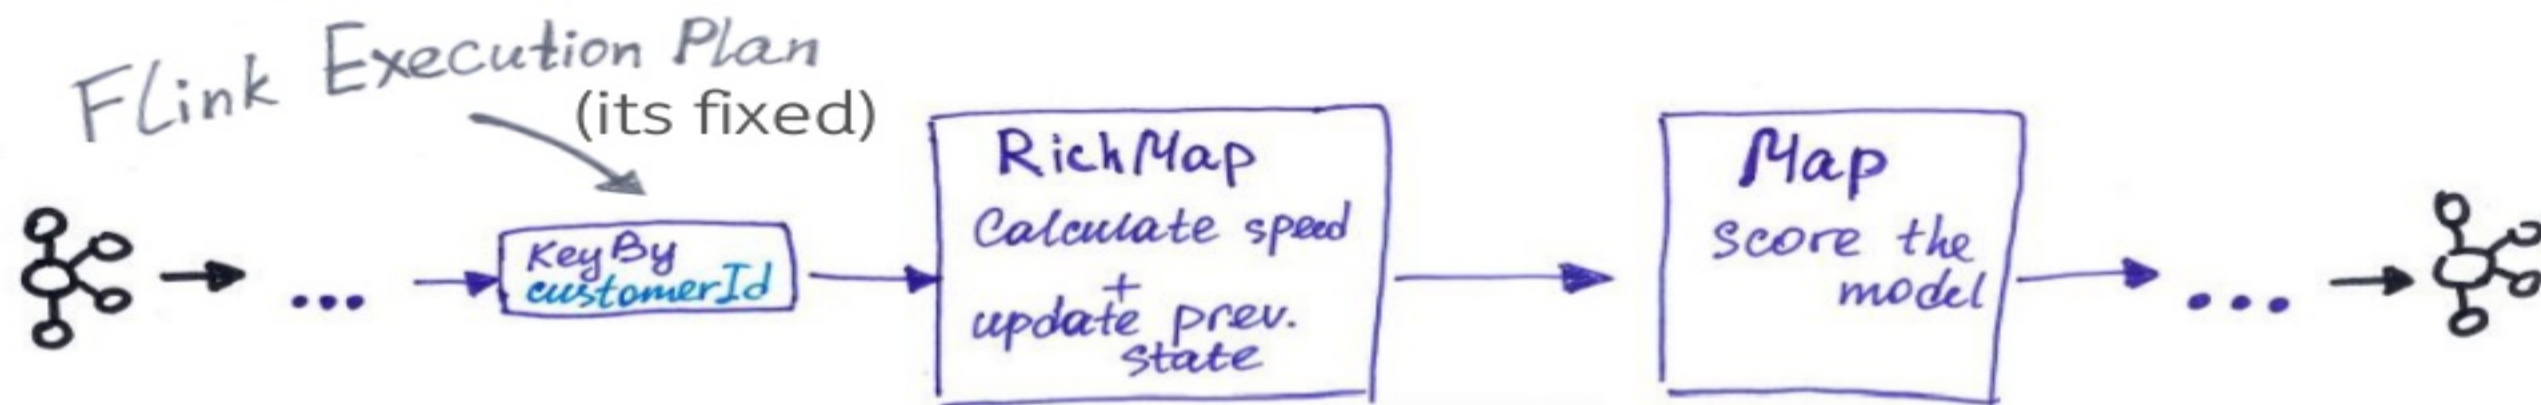 FLink Execution Plan
(its fixed)
KeyBy
customerId
RichMap
Calculate speed
+
update prev.
state
Map
score the
model